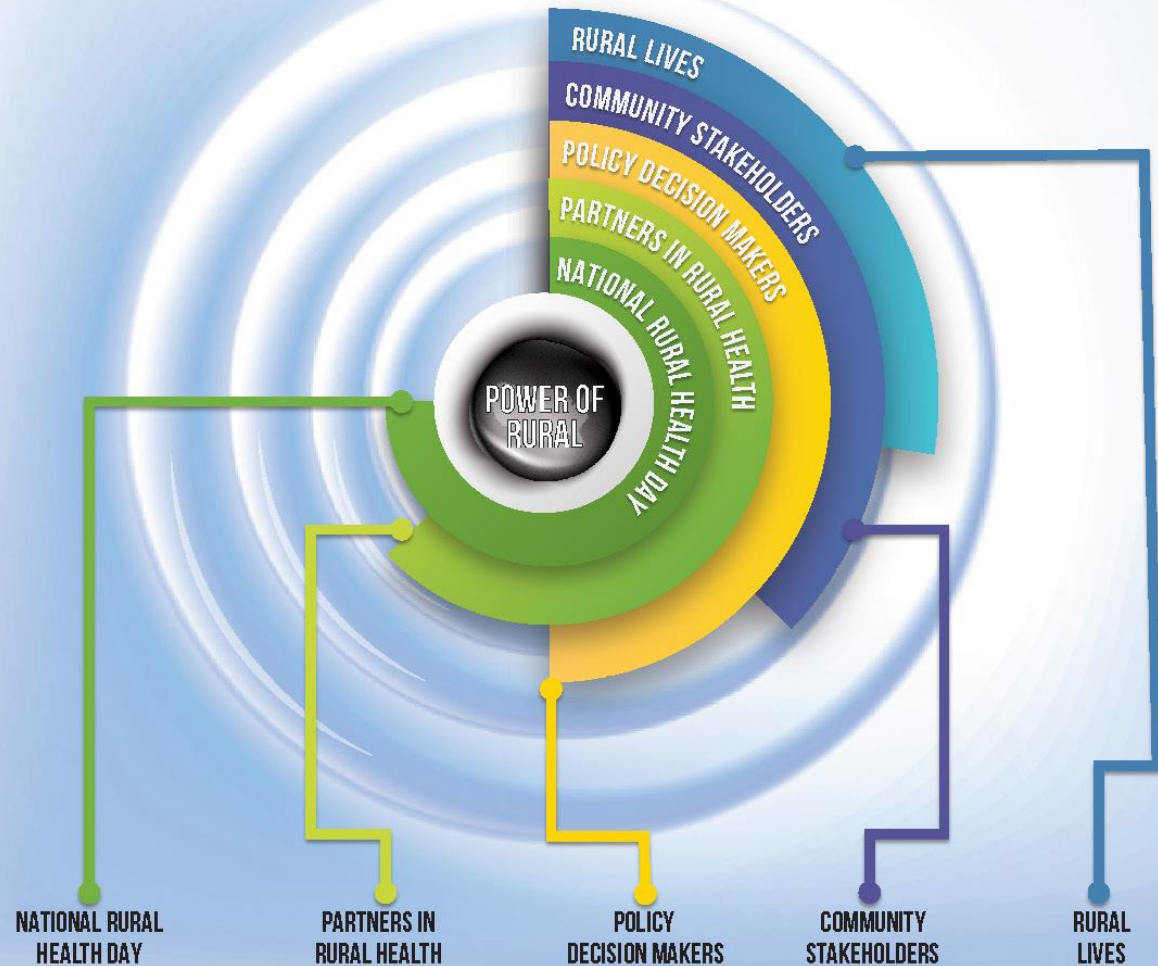 RURAL LIVES
COMMUNITY STAKEHOLDERS
POLICY DECISION MAKERS
PARTNERS IN RURAL HEALTH
NATIONAL RURAL HEALTH DAY
POWER OF
RURAL
NATIONAL RURAL
HEALTH DAY
PARTNERS IN
RURAL HEALTH
POLICY
DECISION MAKERS
COMMUNITY
STAKEHOLDERS
RURAL
LIVES